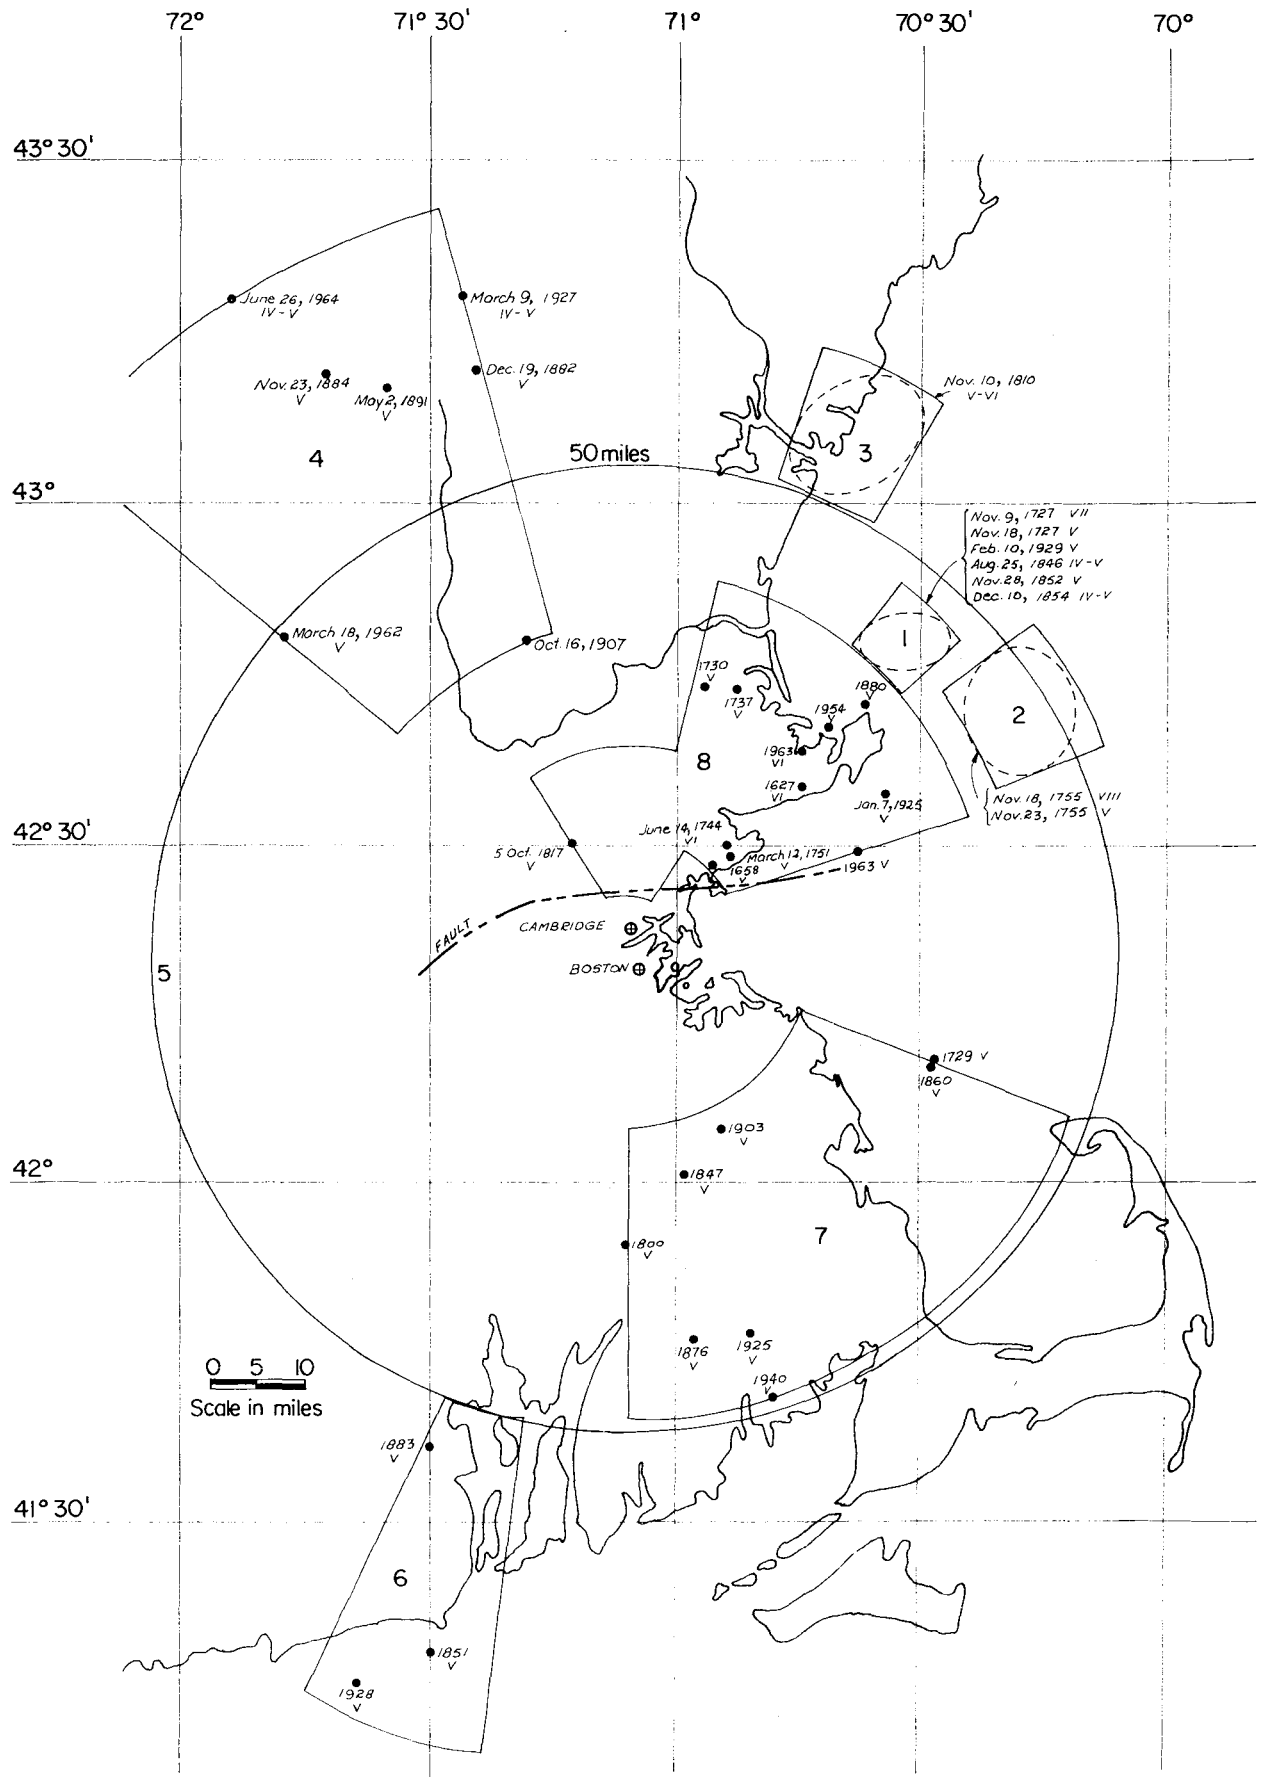 72° 71° 30' 71° 70° 30' 70°
43° 30'
June 26, 1964
IV - V
March 9, 1927
IV - V
Nov. 23, 1884
V
May 2, 1891
V
Dec. 19, 1882
V
4
Nov. 10, 1810
V-VI
3
50 miles
43°
Nov. 9, 1727 VII
Nov. 18, 1727 V
Feb. 10, 1929 V
Aug. 25, 1846 IV-V
Nov. 28, 1852 V
Dec. 10, 1854 IV-V
March 18, 1962
V
Oct. 16, 1907
1
2
1730
V
1737
V
1880
V
1954
V
1963
VI
8
1627
VI
Jan. 7, 1925
V
Nov. 18, 1755 VIII
Nov. 23, 1755 V
42° 30'
5 Oct. 1817
V
June 14, 1744
VI
March 12, 1751
V
1658
V
1963 V
FAULT
CAMBRIDGE
BOSTON
9
5
1729 V
1860
V
1903
V
42°
1847
V
7
1800
V
1876
V
1925
V
1940
V
0 5 10
Scale in miles
1883
V
41° 30'
6
1851
V
1928
V